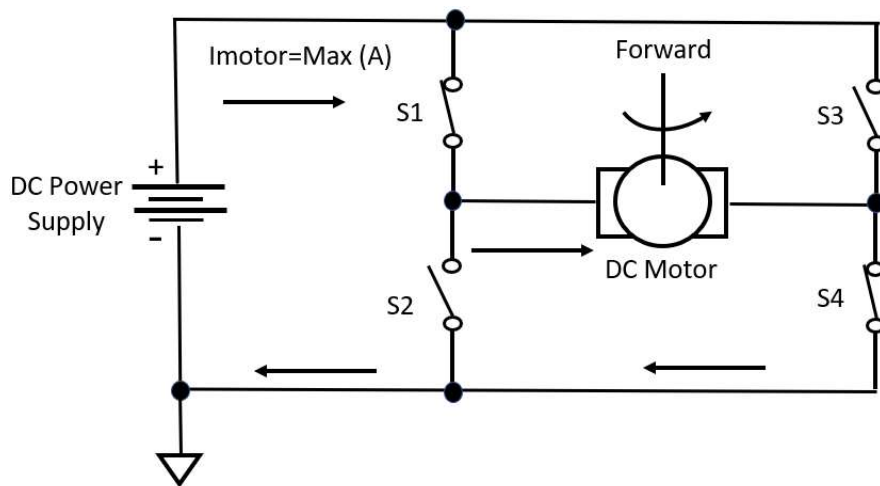 Imotor=Max (A)
Forward
S1
S3
+
DC Power
Supply
-
DC Motor
S2
S4